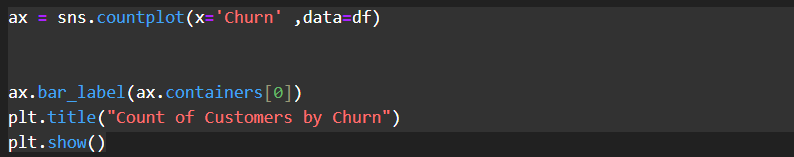 ax = sns.countplot(x='Churn' ,data=df)
ax.bar_label(ax.containers[0])
plt.title("Count of Customers by Churn")
plt.show()